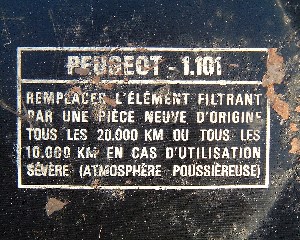 PEUGEOT - 1.101
REMPLACER L'ÉLÉMENT FILTRANT
PAR UNE PIÈCE NEUVE D'ORIGINE
TOUS LES 20.000 KM OU TOUS LES
10.000 KM EN CAS D'UTILISATION
SÉVÈRE (ATMOSPHÈRE POUSSIÈREUSE)